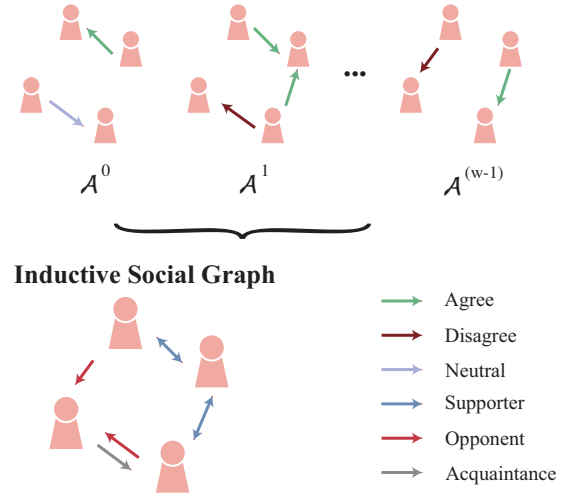 ...
𝒜^0 𝒜^1 𝒜^(w-1)
Inductive Social Graph
Agree
Disagree
Neutral
Supporter
Opponent
Acquaintance